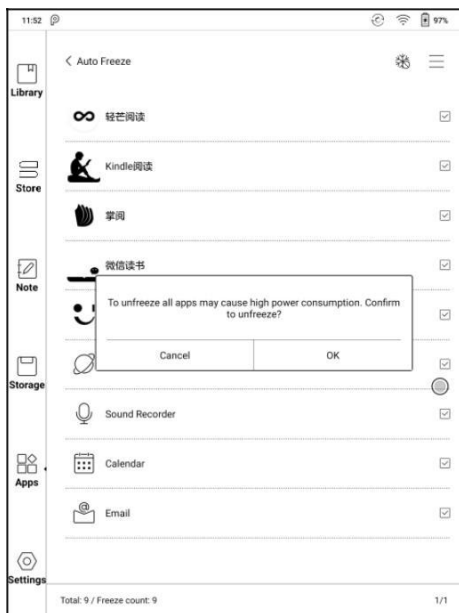 11:52
97%
Auto Freeze
Library
轻芒阅读
Kindle阅读
Store
掌阅
微信读书
Note
To unfreeze all apps may cause high power consumption. Confirm
to unfreeze?
Cancel
OK
Storage
Sound Recorder
Calendar
Apps
Email
Settings
Total: 9 / Freeze count: 9
1/1